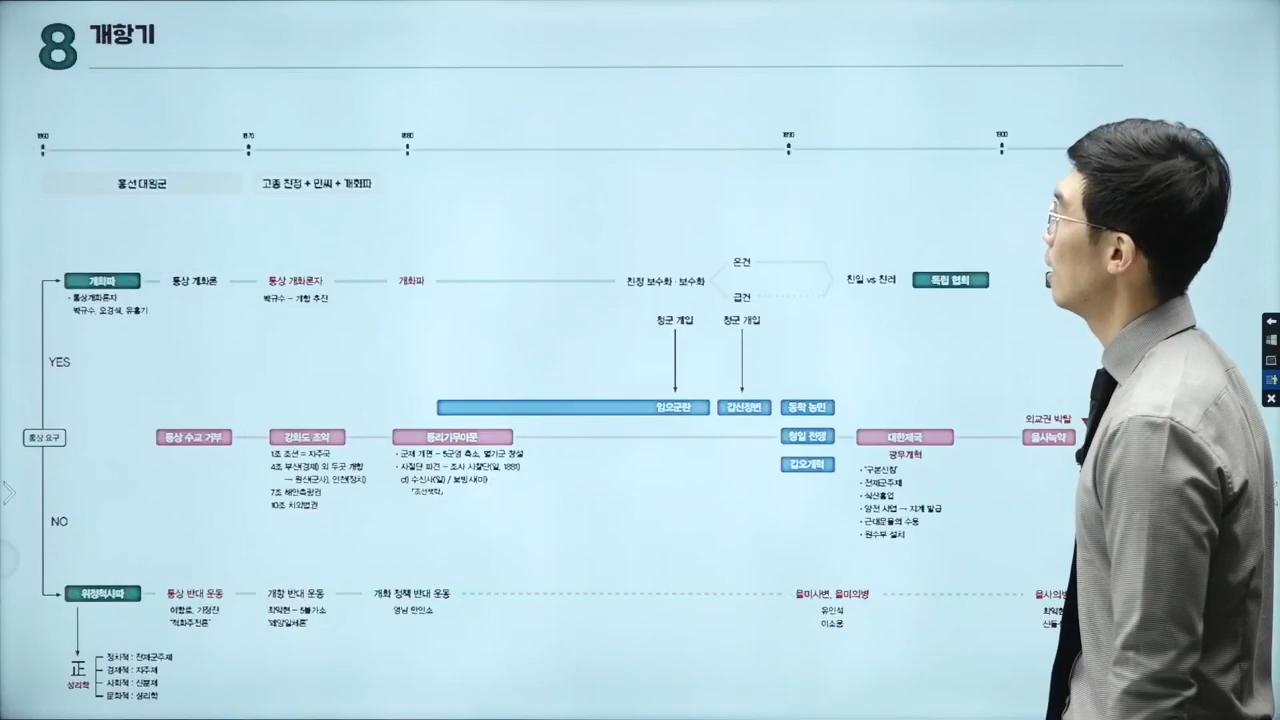 8 개항기
1860 1870 1880 1890 1900
흥선 대원군 고종 친정 + 민씨 + 개화파
온건
개화파 통상 개화론 통상 개화론자 개화파 친정 보수화·보수화 친일 vs 친러 독립 협회
· 통상개화론자 박규수 – 개항 추진
박규수, 오경석, 유홍기 급건
청군 개입 청군 개입
YES
임오군란 갑신정변 동학 농민
외교권 박탈
통상 요구 통상 수교 거부 강화도 조약 통리기무아문 청일 전쟁 대한제국 을사늑약
1조 조선 = 자주국 · 군제 개편 – 5군영 축소, 별기군 창설 광무개혁
4조 부산(경제) 외 두곳 개항 · 사절단 파견 – 조사 시찰단(일, 1881) 갑오개혁 · "구본신참"
→ 원산(군사), 인천(정치) cf) 수신사(일) / 보빙사(미) · 전제군주제
7조 해안측량권 『조선책략』 · 식산흥업
10조 치외법권 · 양전 사업 → 지계 발급
NO · 근대문물의 수용
· 원수부 설치
위정척사파 통상 반대 운동 개항 반대 운동 개화 정책 반대 운동 을미사변, 을미의병 을사의병
이항로, 기정진 최익현 – 5불가소 영남 만인소 유인석 최익현
"척화주전론" "왜양일체론" 이소응
正 정치적 : 전제군주제
성리학 경제적 : 지주제
사회적 : 신분제
문화적 : 성리학